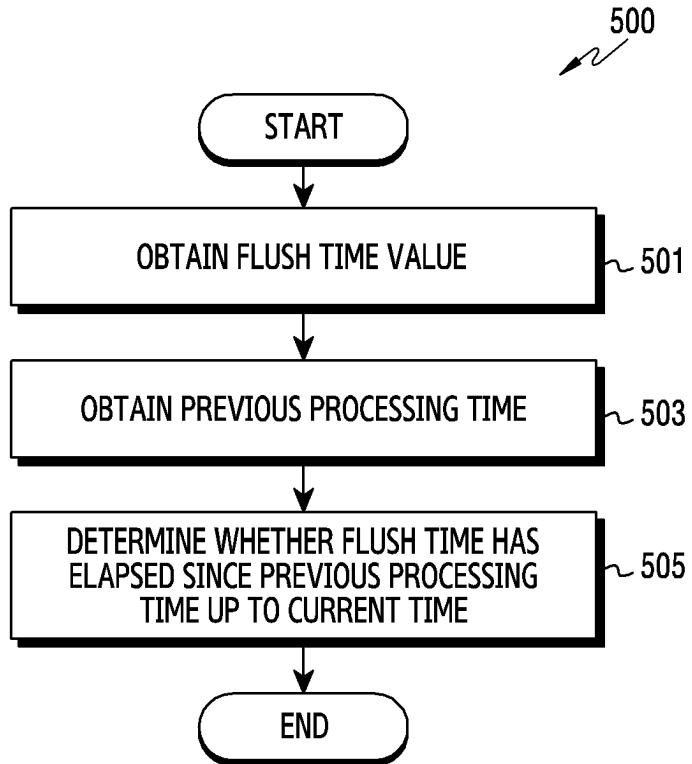 500
START
OBTAIN FLUSH TIME VALUE
501
OBTAIN PREVIOUS PROCESSING TIME
503
DETERMINE WHETHER FLUSH TIME HAS
ELAPSED SINCE PREVIOUS PROCESSING
TIME UP TO CURRENT TIME
505
END